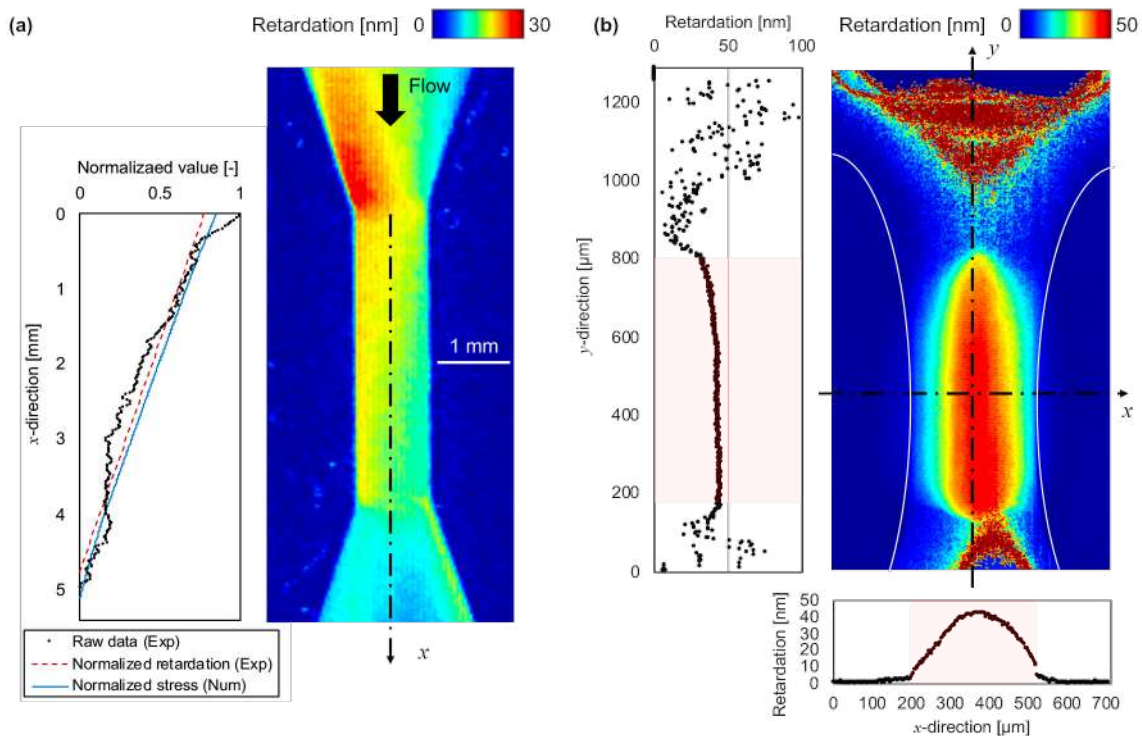 (a)
Retardation [nm] 0 30
Flow
Normalizaed value [-]
0 0.5 1
0
1
2
3
4
5
x-direction [mm]
1 mm
x
Raw data (Exp)
Normalized retardation (Exp)
Normalized stress (Num)
(b)
Retardation [nm]
0 50 100
Retardation [nm] 0 50
y
1200
1000
800
600
400
200
0
y-direction [µm]
x
50
40
30
20
10
0
Retardation [nm]
0 100 200 300 400 500 600 700
x-direction [µm]